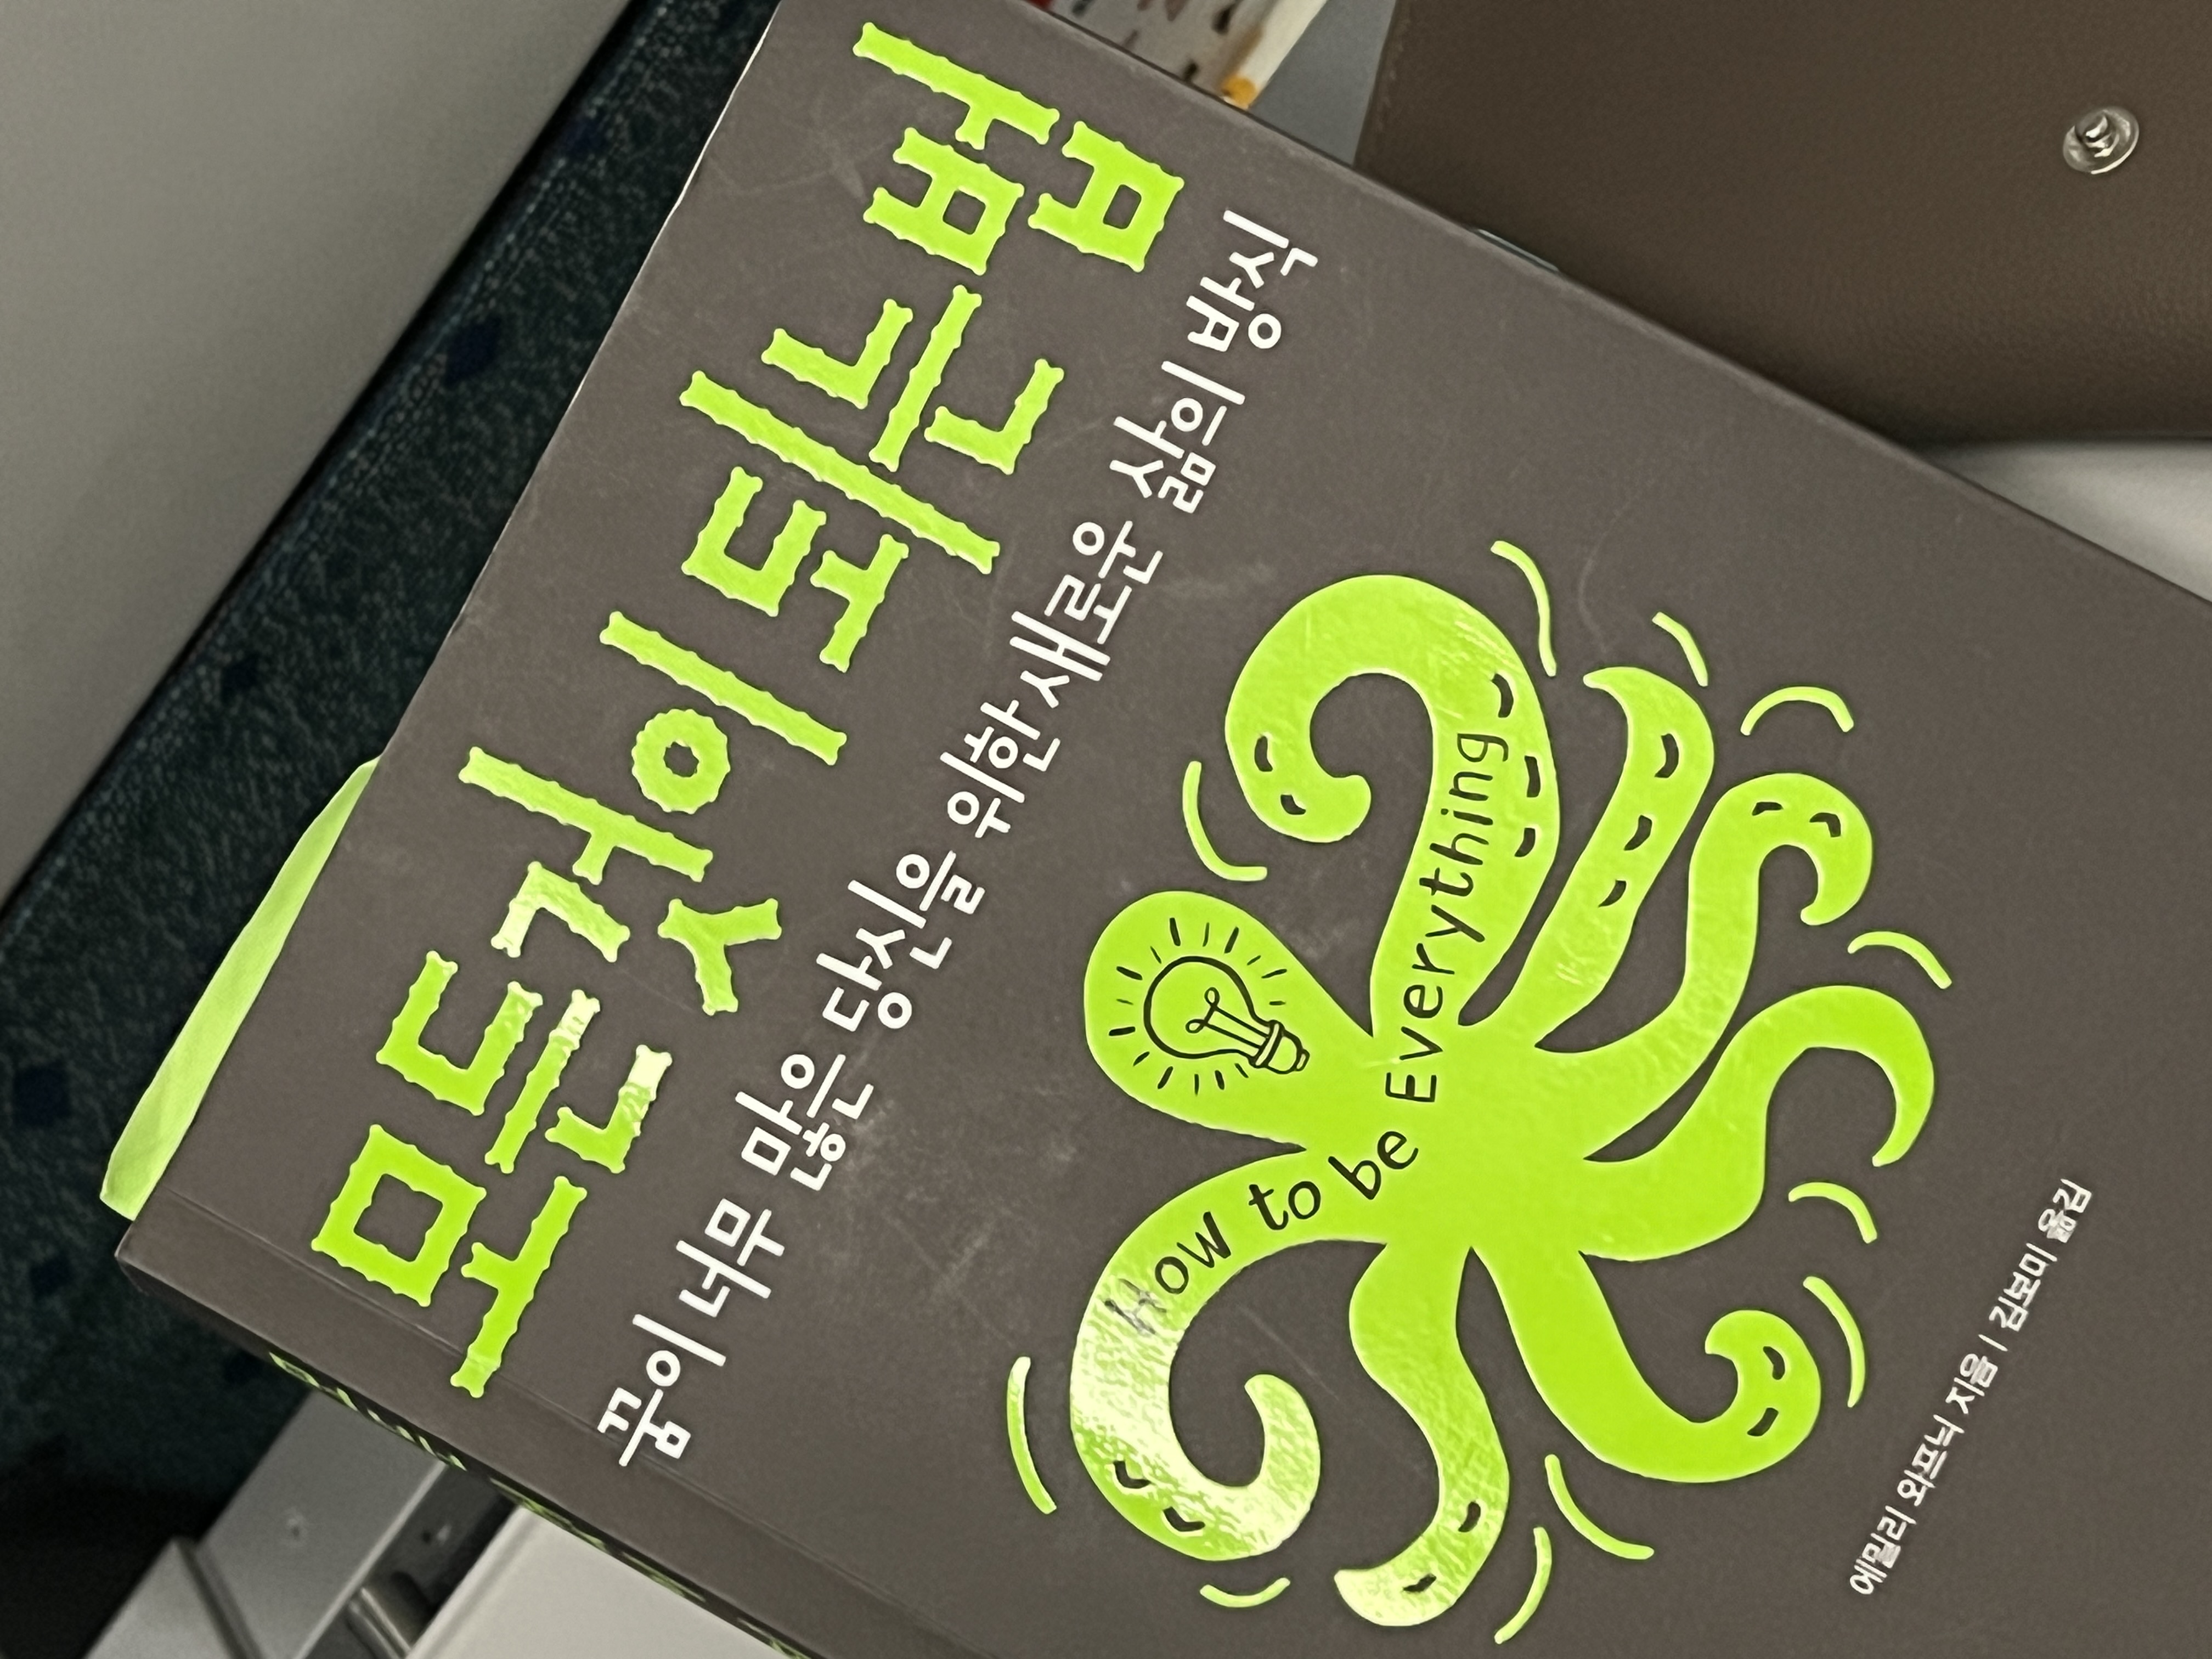 모든 것이 되는 법
꿈이 너무 많은 당신을 위한 새로운 삶의 방식
How to be Everything
에밀리 와프닉 지음 | 김보미 옮김